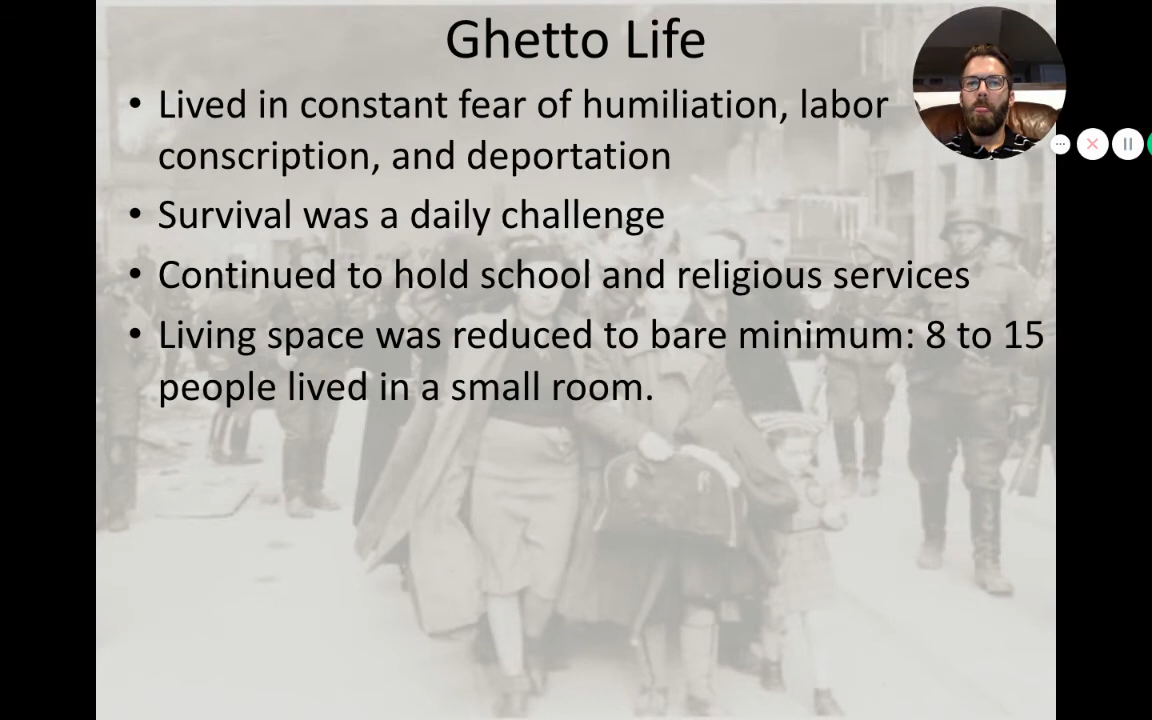 Ghetto Life
• Lived in constant fear of humiliation, labor
conscription, and deportation
• Survival was a daily challenge
• Continued to hold school and religious services
• Living space was reduced to bare minimum: 8 to 15
people lived in a small room.